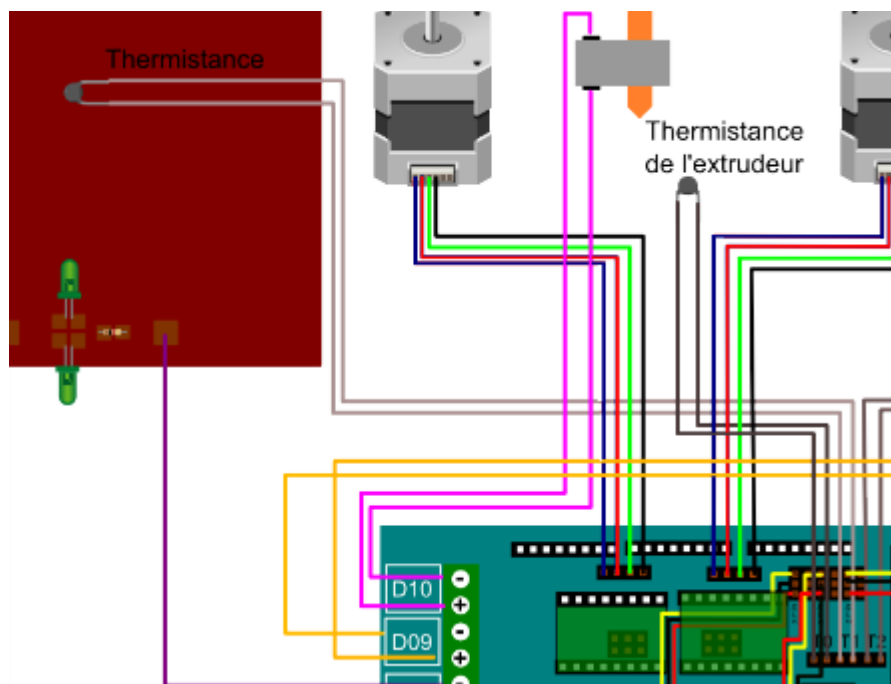 Thermistance
Thermistance
de l'extrudeur
D10
-
+
D09
-
+
T0 T1 T2